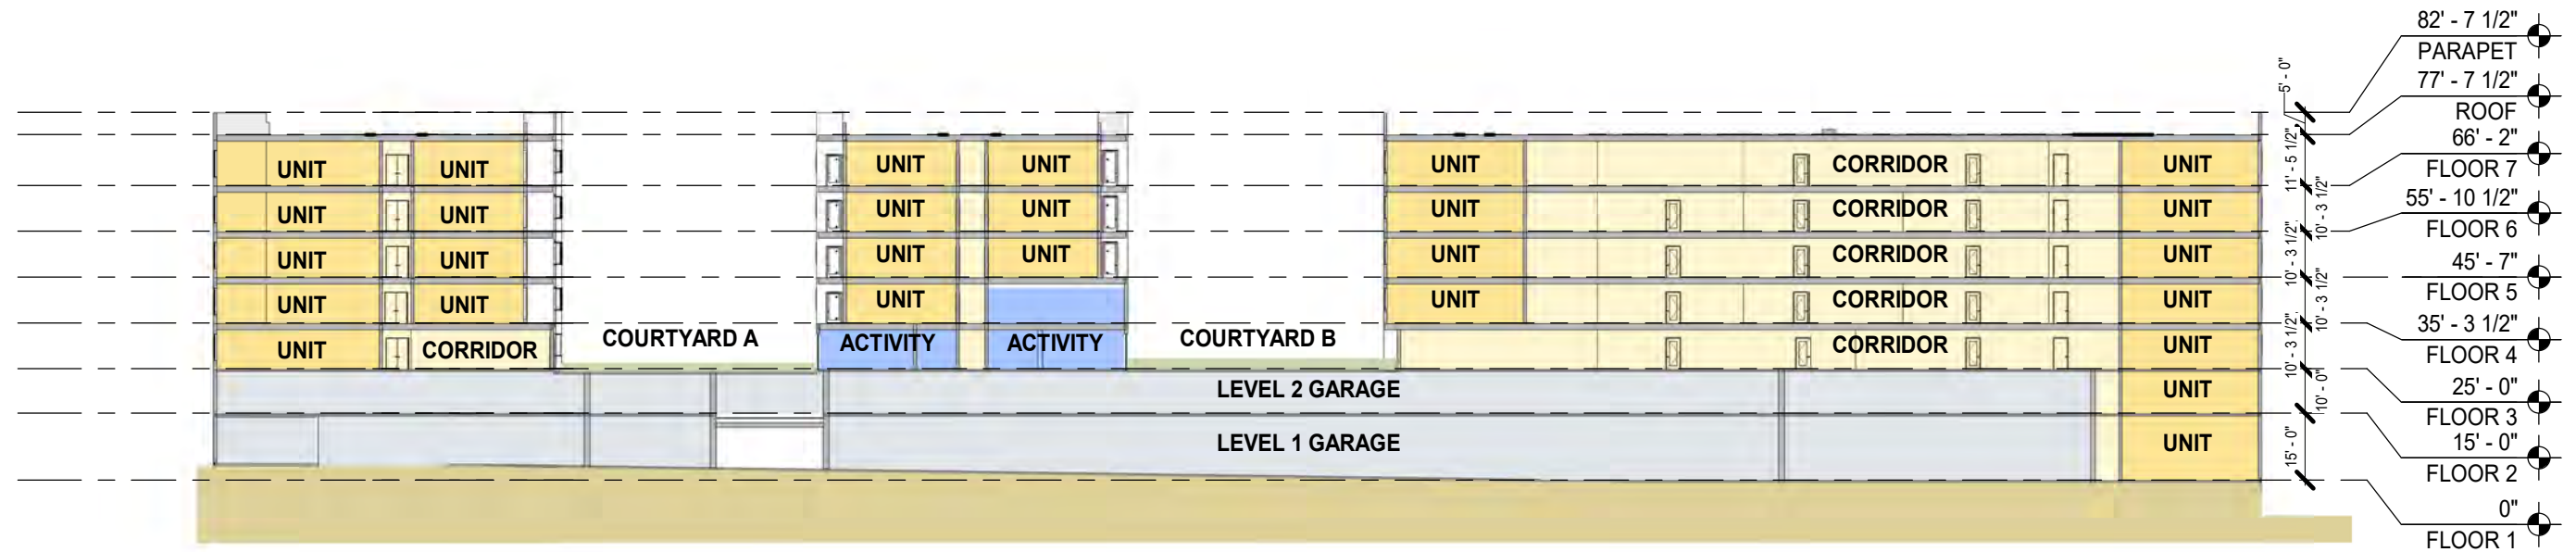 82' - 7 1/2"
PARAPET
77' - 7 1/2"
ROOF
66' - 2"
FLOOR 7
55' - 10 1/2"
FLOOR 6
45' - 7"
FLOOR 5
35' - 3 1/2"
FLOOR 4
25' - 0"
FLOOR 3
15' - 0"
FLOOR 2
0"
FLOOR 1
5' - 0"
11' - 5 1/2"
10' - 3 1/2"
10' - 3 1/2"
10' - 3 1/2"
10' - 3 1/2"
10' - 0"
15' - 0"
UNIT UNIT UNIT UNIT UNIT CORRIDOR UNIT
UNIT UNIT UNIT UNIT UNIT CORRIDOR UNIT
UNIT UNIT UNIT UNIT UNIT CORRIDOR UNIT
UNIT UNIT UNIT UNIT CORRIDOR UNIT
UNIT CORRIDOR COURTYARD A ACTIVITY ACTIVITY COURTYARD B CORRIDOR UNIT
LEVEL 2 GARAGE UNIT
LEVEL 1 GARAGE UNIT